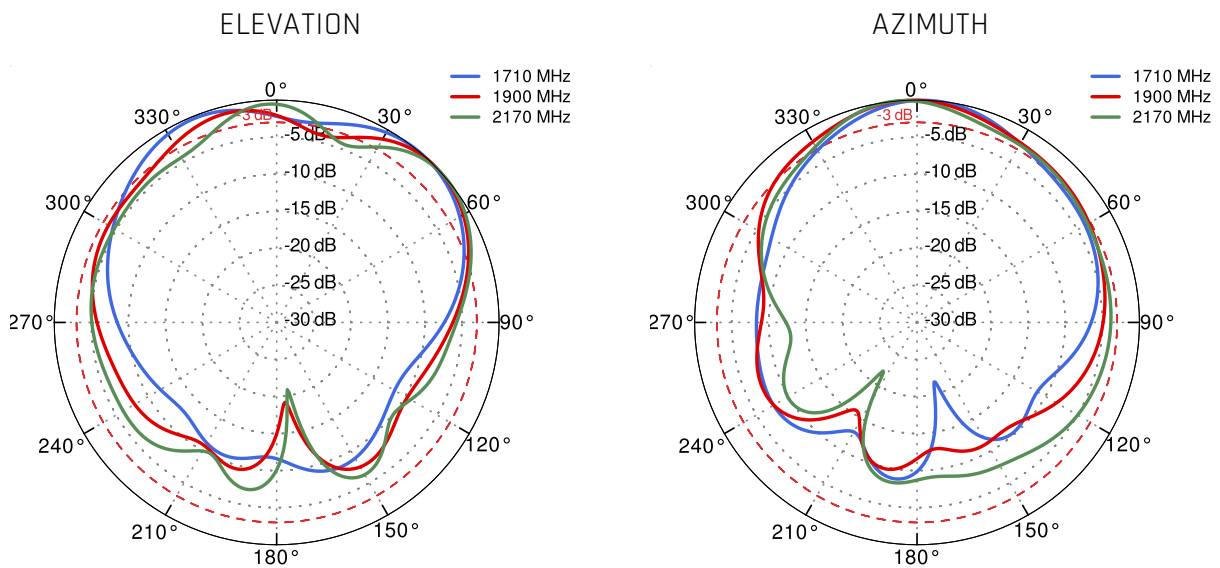 ELEVATION
1710 MHz
1900 MHz
2170 MHz
0°
330°
30°
-3 dB
-5 dB
-10 dB
300°
60°
-15 dB
-20 dB
-25 dB
270°
-30 dB
90°
240°
120°
210°
150°
180°
AZIMUTH
1710 MHz
1900 MHz
2170 MHz
0°
330°
30°
-3 dB
-5 dB
-10 dB
300°
60°
-15 dB
-20 dB
-25 dB
270°
-30 dB
90°
240°
120°
210°
150°
180°